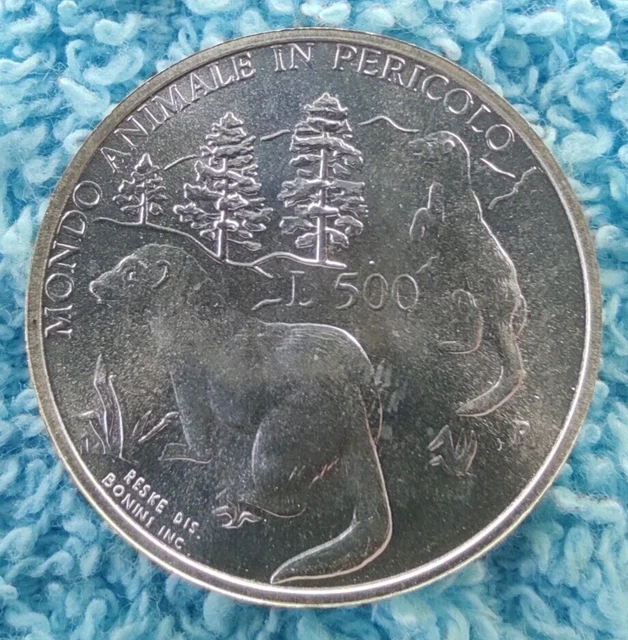 MONDO ANIMALE IN PERICOLO
L 500
RESKE DIS.
BONINI INC.
R